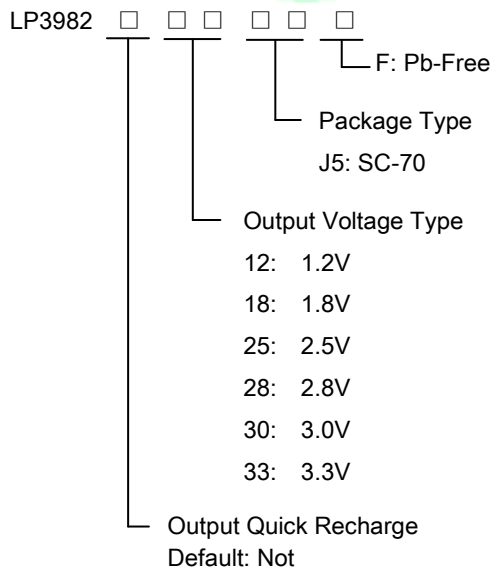 LP3982 □ □ □ □ □ □
F: Pb-Free
Package Type
J5: SC-70
Output Voltage Type
12: 1.2V
18: 1.8V
25: 2.5V
28: 2.8V
30: 3.0V
33: 3.3V
Output Quick Recharge
Default: Not